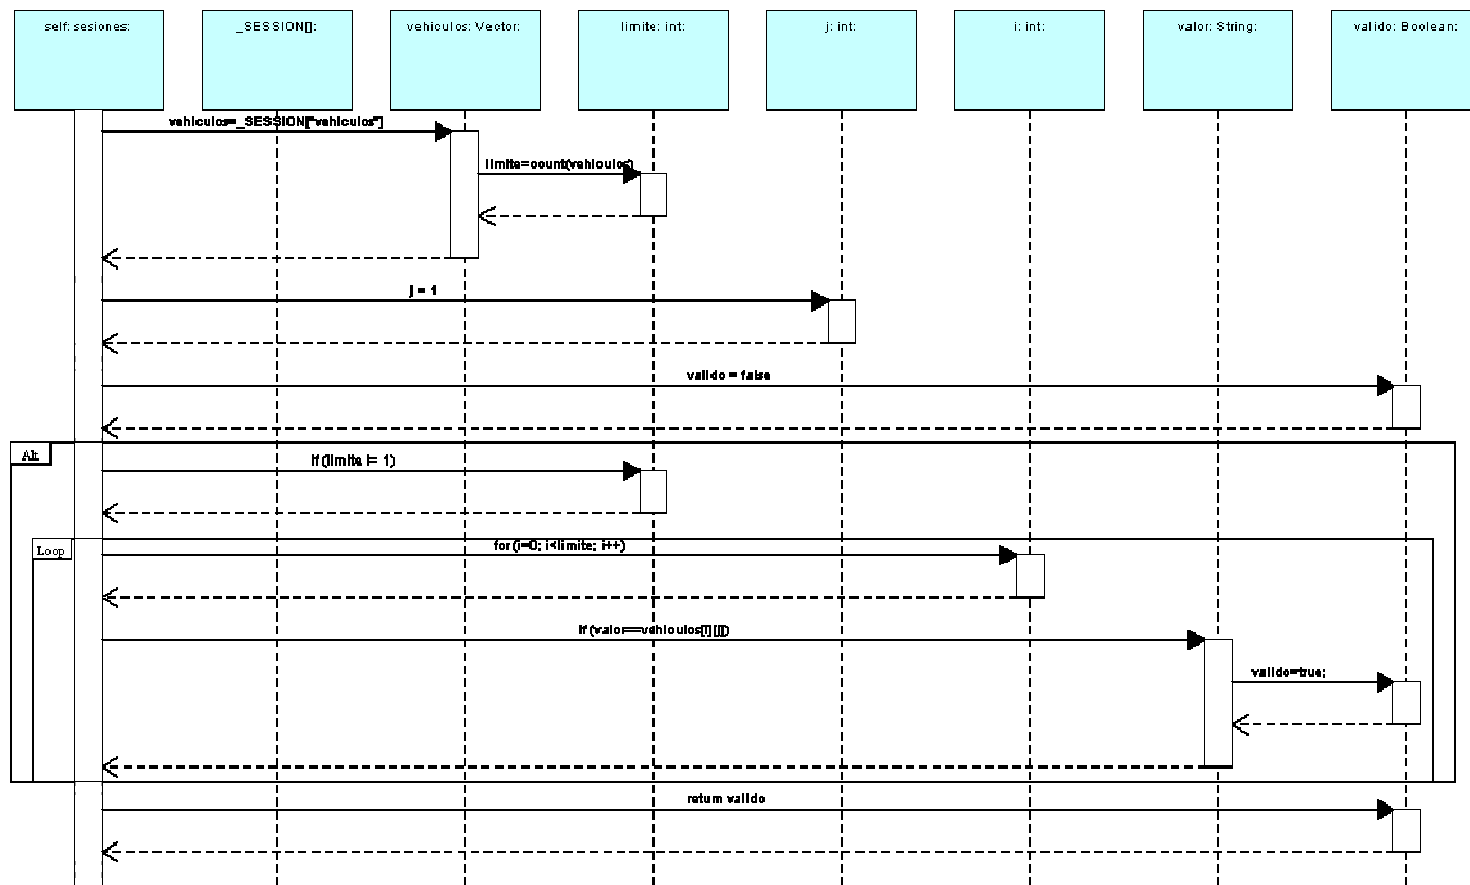 self: sesiones:
_SESSION[]:
vehiculos: Vector:
limite: int:
j: int:
i: int:
valor: String:
valido: Boolean:
vehiculos=_SESSION["vehiculos"]
limite=count(vehiculos)
j = 1
valido = false
Alt
if (limite != 1)
Loop
for (i=0; i<limite; i++)
if (valor==vehiculos[i][j])
valido=true;
return valido